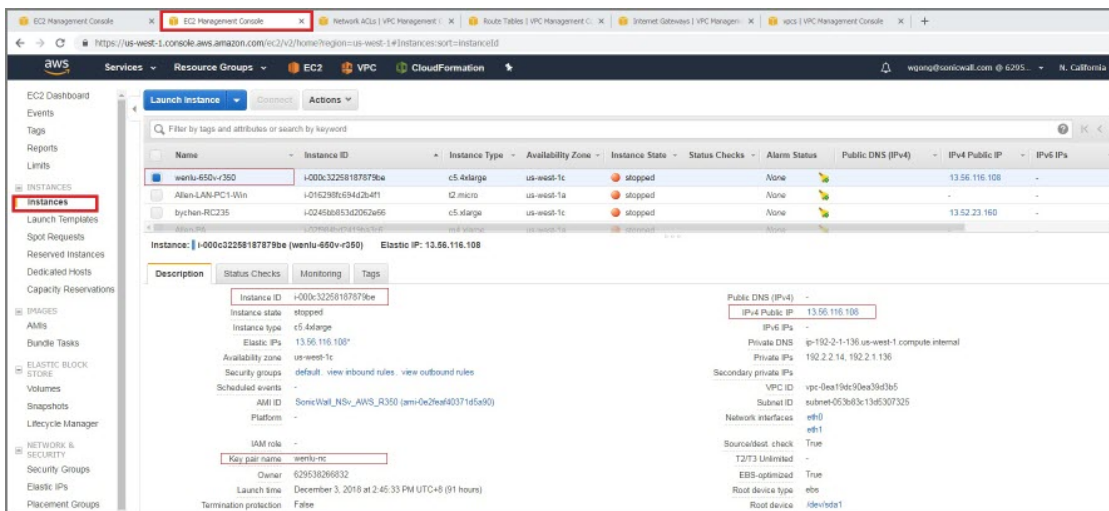 EC2 Management Console × EC2 Management Console × Network ACLs | VPC Management C × Route Tables | VPC Management Co × Internet Gateways | VPC Managem × vpcs | VPC Management Console × +
https://us-west-1.console.aws.amazon.com/ec2/v2/home?region=us-west-1#Instances:sort=instanceId
aws Services Resource Groups EC2 VPC CloudFormation wgong@sonicwall.com @ 6295... N. California
EC2 Dashboard
Events
Tags
Reports
Limits
INSTANCES
Instances
Launch Templates
Spot Requests
Reserved Instances
Dedicated Hosts
Capacity Reservations
IMAGES
AMIs
Bundle Tasks
ELASTIC BLOCK
STORE
Volumes
Snapshots
Lifecycle Manager
NETWORK &
SECURITY
Security Groups
Elastic IPs
Placement Groups
Launch Instance Connect Actions
Filter by tags and attributes or search by keyword
Name Instance ID Instance Type Availability Zone Instance State Status Checks Alarm Status Public DNS (IPv4) IPv4 Public IP IPv6 IPs
wenlu-650v-r350 i-000c32258187879be c5.4xlarge us-west-1c stopped None 13.56.116.108 -
Allen-LAN-PC1-Win i-016298fc694d2b4f1 t2.micro us-west-1a stopped None - -
bychen-RC235 i-0246bb853d2062a66 c5.xlarge us-west-1c stopped None 13.52.23.160 -
Instance: i-000c32258187879be (wenlu-650v-r350) Elastic IP: 13.56.116.108
Description Status Checks Monitoring Tags
Instance ID i-000c32258187879be
Instance state stopped
Instance type c5.4xlarge
Elastic IPs 13.56.116.108*
Availability zone us-west-1c
Security groups default. view inbound rules. view outbound rules
Scheduled events -
AMI ID SonicWall_NSv_AWS_R350 (ami-0e2feaf40371d5a90)
Platform -
IAM role -
Key pair name wenlu-nc
Owner 629538266832
Launch time December 3, 2018 at 2:45:33 PM UTC+8 (91 hours)
Termination protection False
Public DNS (IPv4) -
IPv4 Public IP 13.56.116.108
IPv6 IPs -
Private DNS ip-192-2-1-136.us-west-1.compute.internal
Private IPs 192.2.2.14, 192.2.1.136
Secondary private IPs
VPC ID vpc-0ea19dc90ea39d3b5
Subnet ID subnet-053b83c13d5307325
Network interfaces eth0
eth1
Source/dest. check True
T2/T3 Unlimited -
EBS-optimized True
Root device type ebs
Root device /dev/sda1